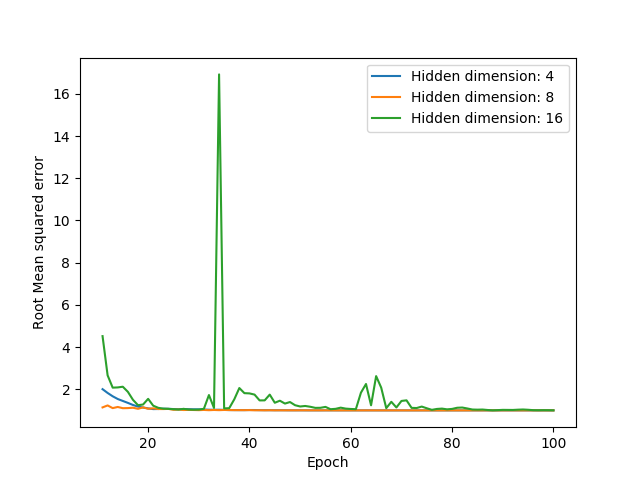 Hidden dimension: 4
Hidden dimension: 8
Hidden dimension: 16
16
14
12
10
8
6
4
2
Root Mean squared error
20 40 60 80 100
Epoch